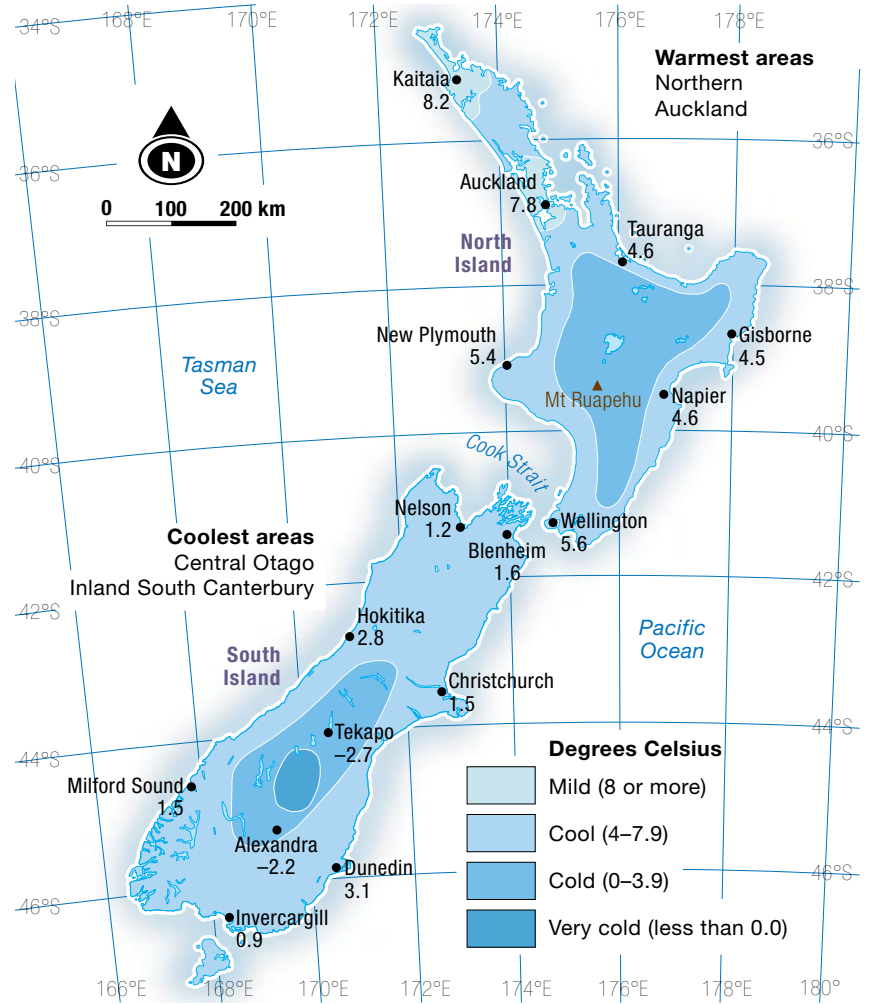 34°S
168°E
170°E
172°E
174°E
176°E
178°E
Kaitaia
8.2
Warmest areas
Northern
Auckland
N
36°S
36°S
0 100 200 km
Auckland
7.8
North
Island
Tauranga
4.6
38°S
38°S
New Plymouth
5.4
Gisborne
4.5
Tasman
Sea
Mt Ruapehu
Napier
4.6
40°S
40°S
Cook Strait
Nelson
1.2
Wellington
5.6
Blenheim
1.6
Coolest areas
Central Otago
Inland South Canterbury
42°S
42°S
Hokitika
2.8
Pacific
Ocean
South
Island
Christchurch
1.5
Tekapo
–2.7
44°S
44°S
Milford Sound
1.5
Alexandra
–2.2
Dunedin
3.1
Degrees Celsius
Mild (8 or more)
Cool (4–7.9)
Cold (0–3.9)
Very cold (less than 0.0)
46°S
46°S
Invercargill
0.9
166°E
168°E
170°E
172°E
174°E
176°E
178°E
180°